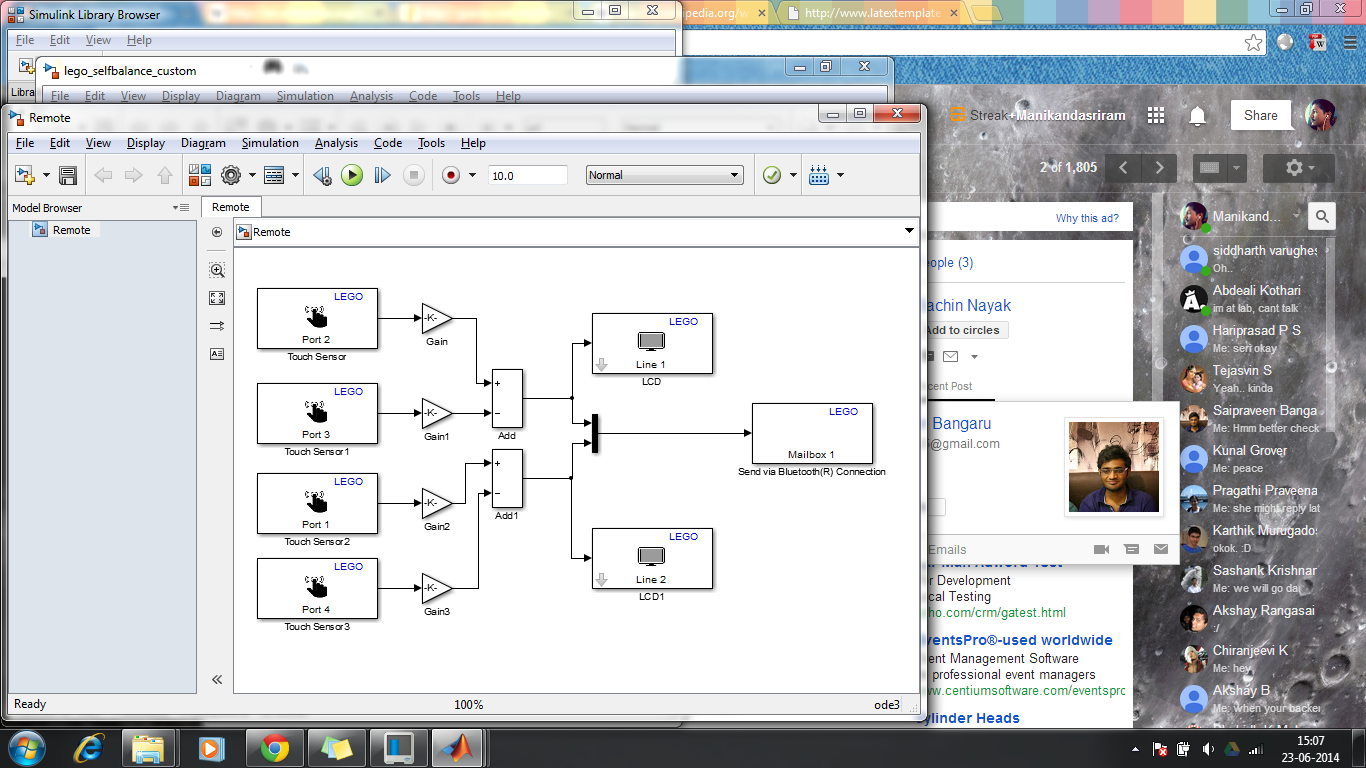 Simulink Library Browser
File Edit View Help
http://www.latextemplate
lego_selfbalance_custom
File Edit View Display Diagram Simulation Analysis Code Tools Help
Remote
File Edit View Display Diagram Simulation Analysis Code Tools Help
10.0 Normal
Model Browser
Remote
Remote
Remote
LEGO
Port 2
Touch Sensor
-K-
Gain
LEGO
Port 3
Touch Sensor1
-K-
Gain1
LEGO
Port 1
Touch Sensor2
-K-
Gain2
LEGO
Port 4
Touch Sensor3
-K-
Gain3
Add
Add1
LEGO
Line 1
LCD
LEGO
Mailbox 1
Send via Bluetooth(R) Connection
LEGO
Line 2
LCD1
Ready 100% ode3
Streak +Manikandasriram
Share
2 of 1,805
Why this ad?
eople (3)
achin Nayak
Add to circles
cent Post
Bangaru
@gmail.com
Emails
r Development
cal Testing
ho.com/crm/gatest.html
ventsPro®-used worldwide
ent Management Software
professional event managers
ww.centiumsoftware.com/eventspro
ylinder Heads
Manikand...
siddharth varughes
Oh..
Abdeali Kothari
im at lab, cant talk
Hariprasad P S
Me: seri okay
Tejasvin S
Yeah.. kinda
Saipraveen Banga
Me: Hmm better check
Kunal Grover
Me: peace
Pragathi Praveena
Me: she might reply lat
Karthik Murugados
okok. :D
Sashank Krishnar
Me: we will go da
Akshay Rangasai
:/
Chiranjeevi K
Me: hey
Akshay B
Me: when your backer
15:07
23-06-2014